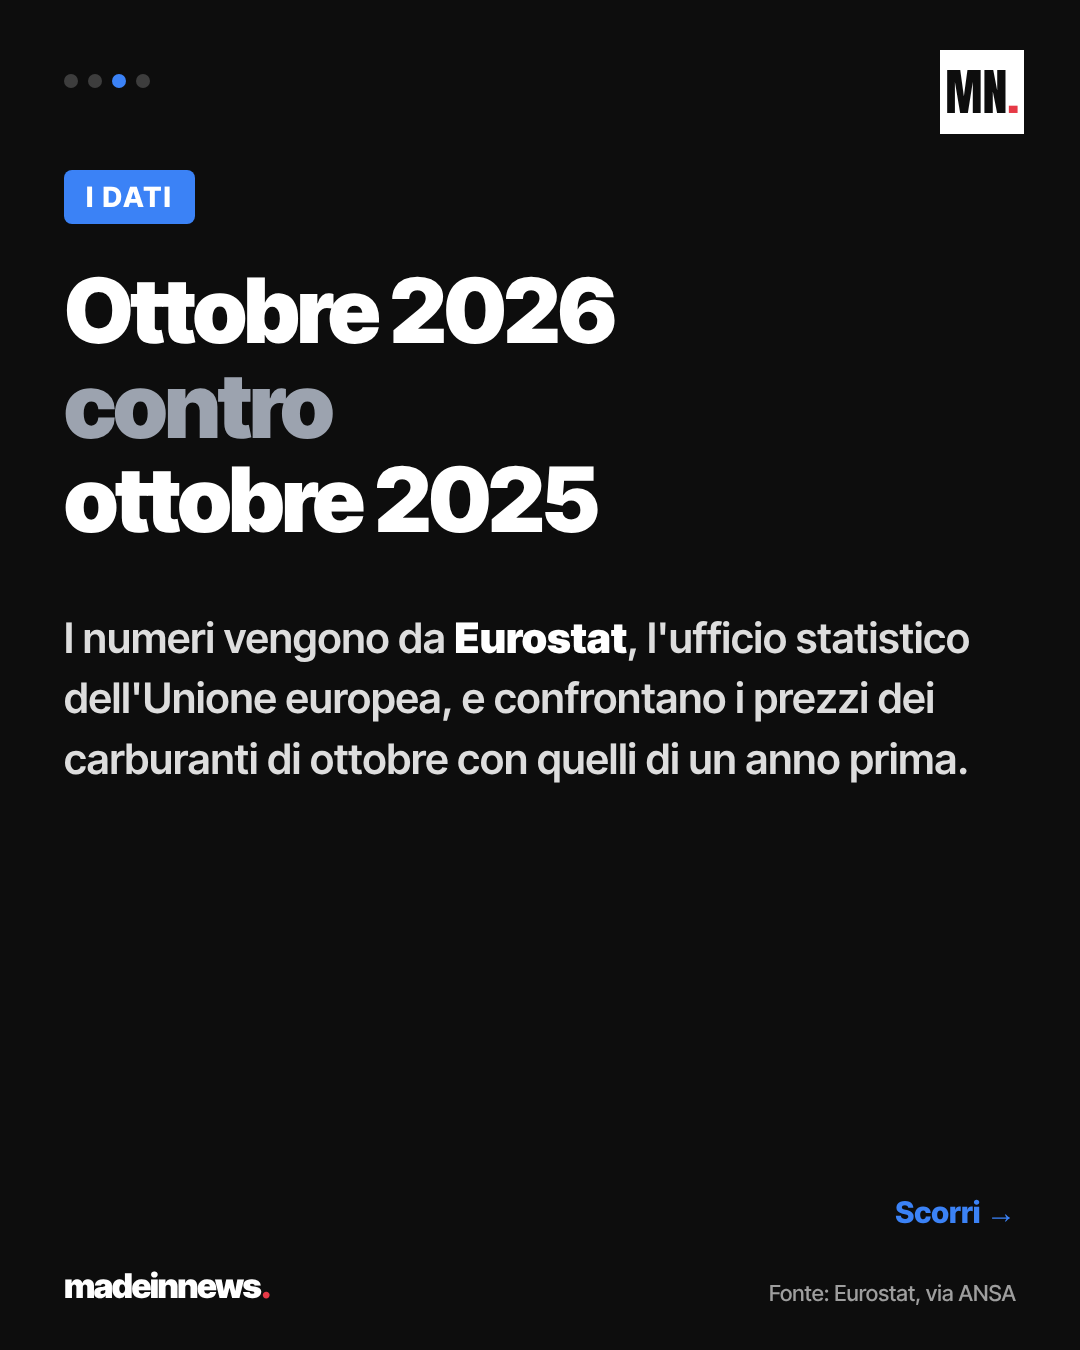 MN.
I DATI
Ottobre 2026
contro
ottobre 2025
I numeri vengono da Eurostat, l'ufficio statistico
dell'Unione europea, e confrontano i prezzi dei
carburanti di ottobre con quelli di un anno prima.
Scorri →
madeinnews.
Fonte: Eurostat, via ANSA